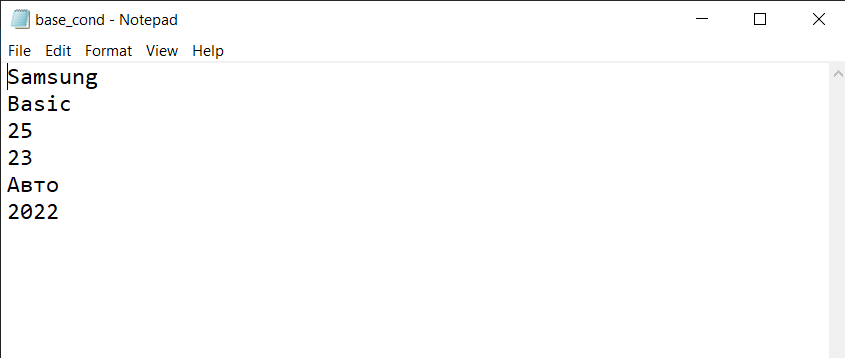 base_cond - Notepad
File Edit Format View Help
Samsung
Basic
25
23
Авто
2022